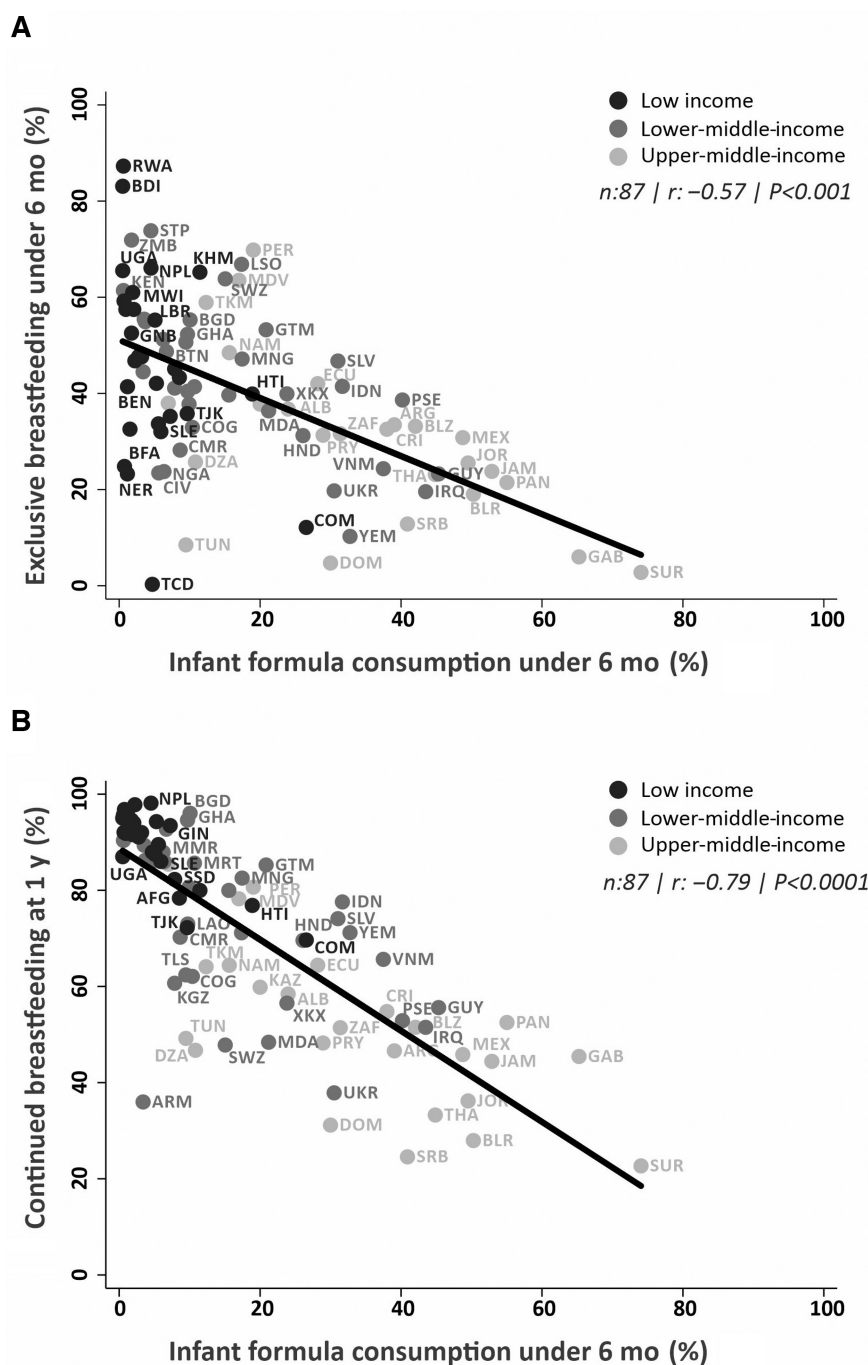 A
Exclusive breastfeeding under 6 mo (%)
100
80
60
40
20
0
Low income
Lower-middle-income
Upper-middle-income
n:87 | r: −0.57 | P<0.001
RWA
BDI
STP
ZMB
PER
UGA
NPL
KHM
LSO
KEN
SWZ
MDV
MWI
TKM
LBR
BGD
GNB
GHA
GTM
NAM
BTN
MNG
SLV
ECU
HTI
XKX
IDN
BEN
TJK
ALB
PSE
ARG
SLE
COG
MDA
ZAF
BLZ
BFA
CMR
HND
PRY
CRI
MEX
DZA
VNM
JOR
NER
NGA
THA
GUY
JAM
CIV
UKR
IRQ
PAN
BLR
COM
SRB
TUN
YEM
DOM
GAB
TCD
SUR
0 20 40 60 80 100
Infant formula consumption under 6 mo (%)
B
Continued breastfeeding at 1 y (%)
100
80
60
40
20
0
Low income
Lower-middle-income
Upper-middle-income
n:87 | r: −0.79 | P<0.0001
NPL
BGD
GHA
GIN
MMR
UGA
SLE
MRT
GTM
SSD
MNG
AFG
PER
MDV
IDN
TJK
LAO
HTI
SLV
CMR
HND
YEM
COM
TLS
TKM
NAM
ECU
VNM
KGZ
COG
KAZ
ALB
CRI
XKX
PSE
GUY
TUN
ZAF
BLZ
PAN
DZA
SWZ
MDA
PRY
IRQ
ARG
MEX
JAM
GAB
ARM
UKR
JOR
DOM
THA
BLR
SRB
SUR
0 20 40 60 80 100
Infant formula consumption under 6 mo (%)